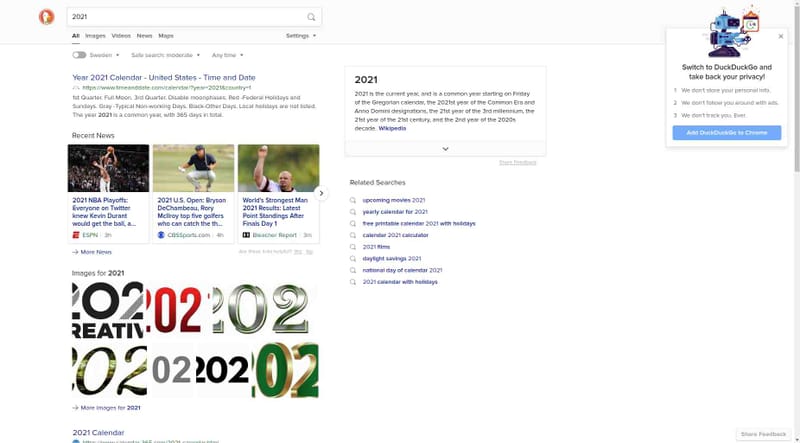 2021
All Images Videos News Maps Settings
Sweden Safe search: moderate Any time
Year 2021 Calendar - United States - Time and Date
https://www.timeanddate.com/calendar/?year=2021&country=1
1st Quarter. Full Moon. 3rd Quarter. Disable moonphases. Red -Federal Holidays and
Sundays. Gray -Typical Non-working Days. Black-Other Days. Local holidays are not listed.
The year 2021 is a common year, with 365 days in total.
Recent News
2021 NBA Playoffs:
Everyone on Twitter
knew Kevin Durant
would get the ball, a...
ESPN 3h
2021 U.S. Open: Bryson
DeChambeau, Rory
McIlroy top five golfers
who can catch the th...
CBSSports.com 4h
World's Strongest Man
2021 Results: Latest
Point Standings After
Finals Day 1
Bleacher Report 3m
More News
Are these links helpful? Yes No
Images for 2021
202
CREATIV
202
202
202
02
202
02
More Images for 2021
2021 Calendar
2021
2021 is the current year, and is a common year starting on Friday
of the Gregorian calendar, the 2021st year of the Common Era and
Anno Domini designations, the 21st year of the 3rd millennium, the
21st year of the 21st century, and the 2nd year of the 2020s
decade. Wikipedia
Share Feedback
Related Searches
upcoming movies 2021
yearly calendar for 2021
free printable calendar 2021 with holidays
calendar 2021 calculator
2021 films
daylight savings 2021
national day of calendar 2021
2021 calendar with holidays
Switch to DuckDuckGo and
take back your privacy!
1 We don't store your personal info.
2 We don't follow you around with ads.
3 We don't track you. Ever.
Add DuckDuckGo to Chrome
Share Feedback